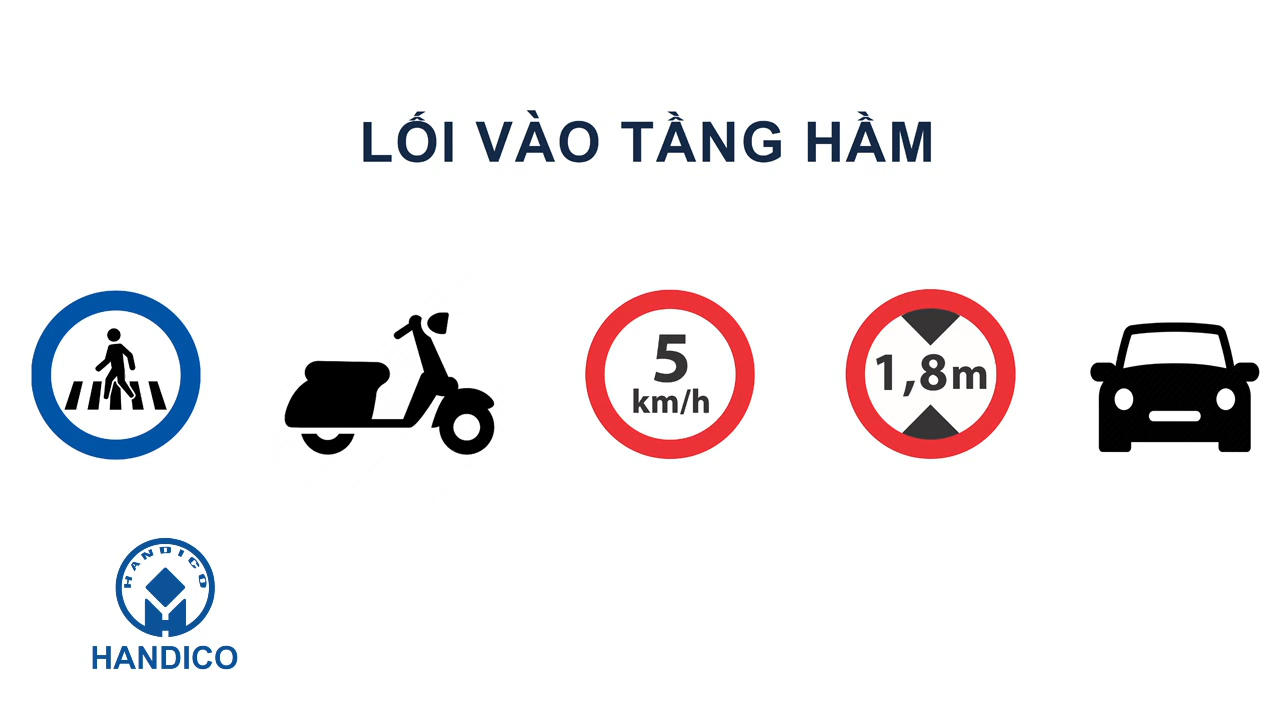 LỐI VÀO TẦNG HẦM
5
km/h
1,8m
HANDICO
HANDICO